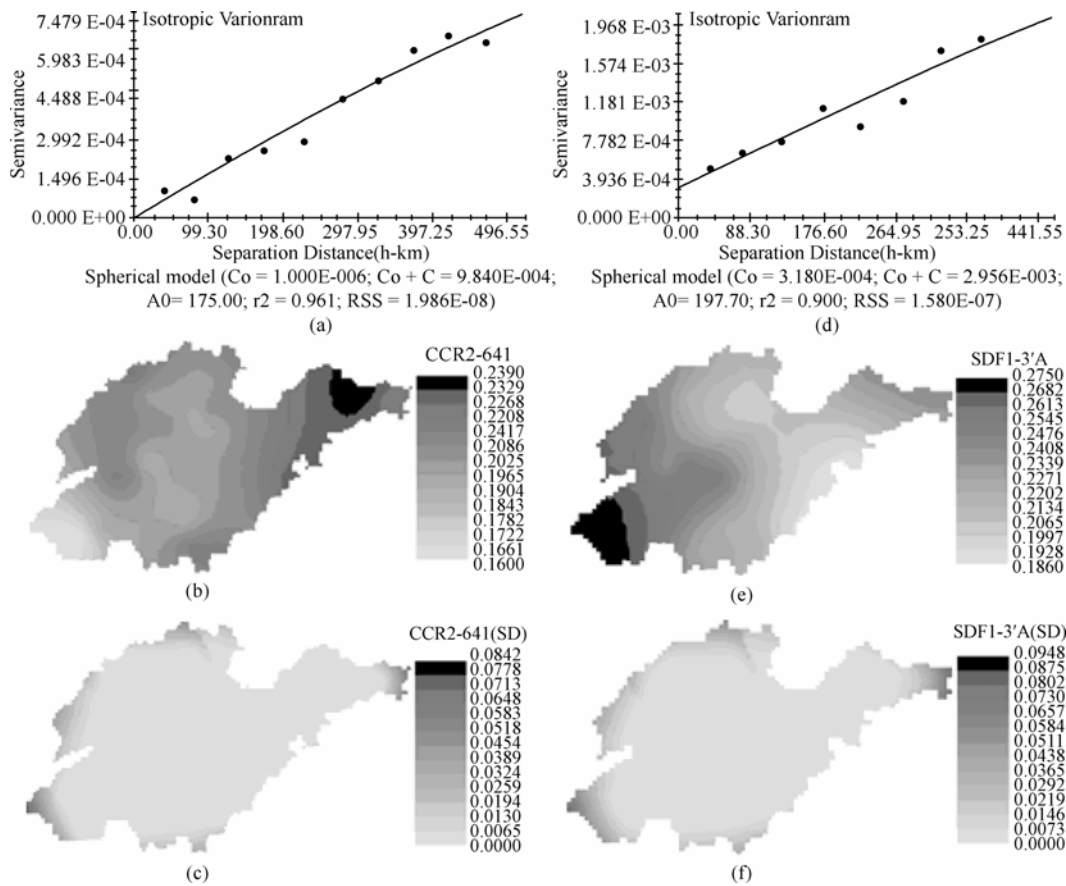 7.479 E-04
Isotropic Varionram
5.983 E-04
4.488 E-04
2.992 E-04
1.496 E-04
0.000 E+00
Semivariance
0.00 99.30 198.60 297.95 397.25 496.55
Separation Distance(h-km)
Spherical model (Co = 1.000E-006; Co + C = 9.840E-004;
A0= 175.00; r2 = 0.961; RSS = 1.986E-08)
(a)
Isotropic Varionram
1.968 E-03
1.574 E-03
1.181 E-03
7.782 E-04
3.936 E-04
0.000 E+00
Semivariance
0.00 88.30 176.60 264.95 253.25 441.55
Separation Distance(h-km)
Spherical model (Co = 3.180E-004; Co + C = 2.956E-003;
A0= 197.70; r2 = 0.900; RSS = 1.580E-07)
(d)
CCR2-641
0.2390
0.2329
0.2268
0.2208
0.2417
0.2086
0.2025
0.1965
0.1904
0.1843
0.1782
0.1722
0.1661
0.1600
(b)
SDF1-3′A
0.2750
0.2682
0.2613
0.2545
0.2476
0.2408
0.2339
0.2271
0.2202
0.2134
0.2065
0.1997
0.1928
0.1860
(e)
CCR2-641(SD)
0.0842
0.0778
0.0713
0.0648
0.0583
0.0518
0.0454
0.0389
0.0324
0.0259
0.0194
0.0130
0.0065
0.0000
(c)
SDF1-3′A(SD)
0.0948
0.0875
0.0802
0.0730
0.0657
0.0584
0.0511
0.0438
0.0365
0.0292
0.0219
0.0146
0.0073
0.0000
(f)